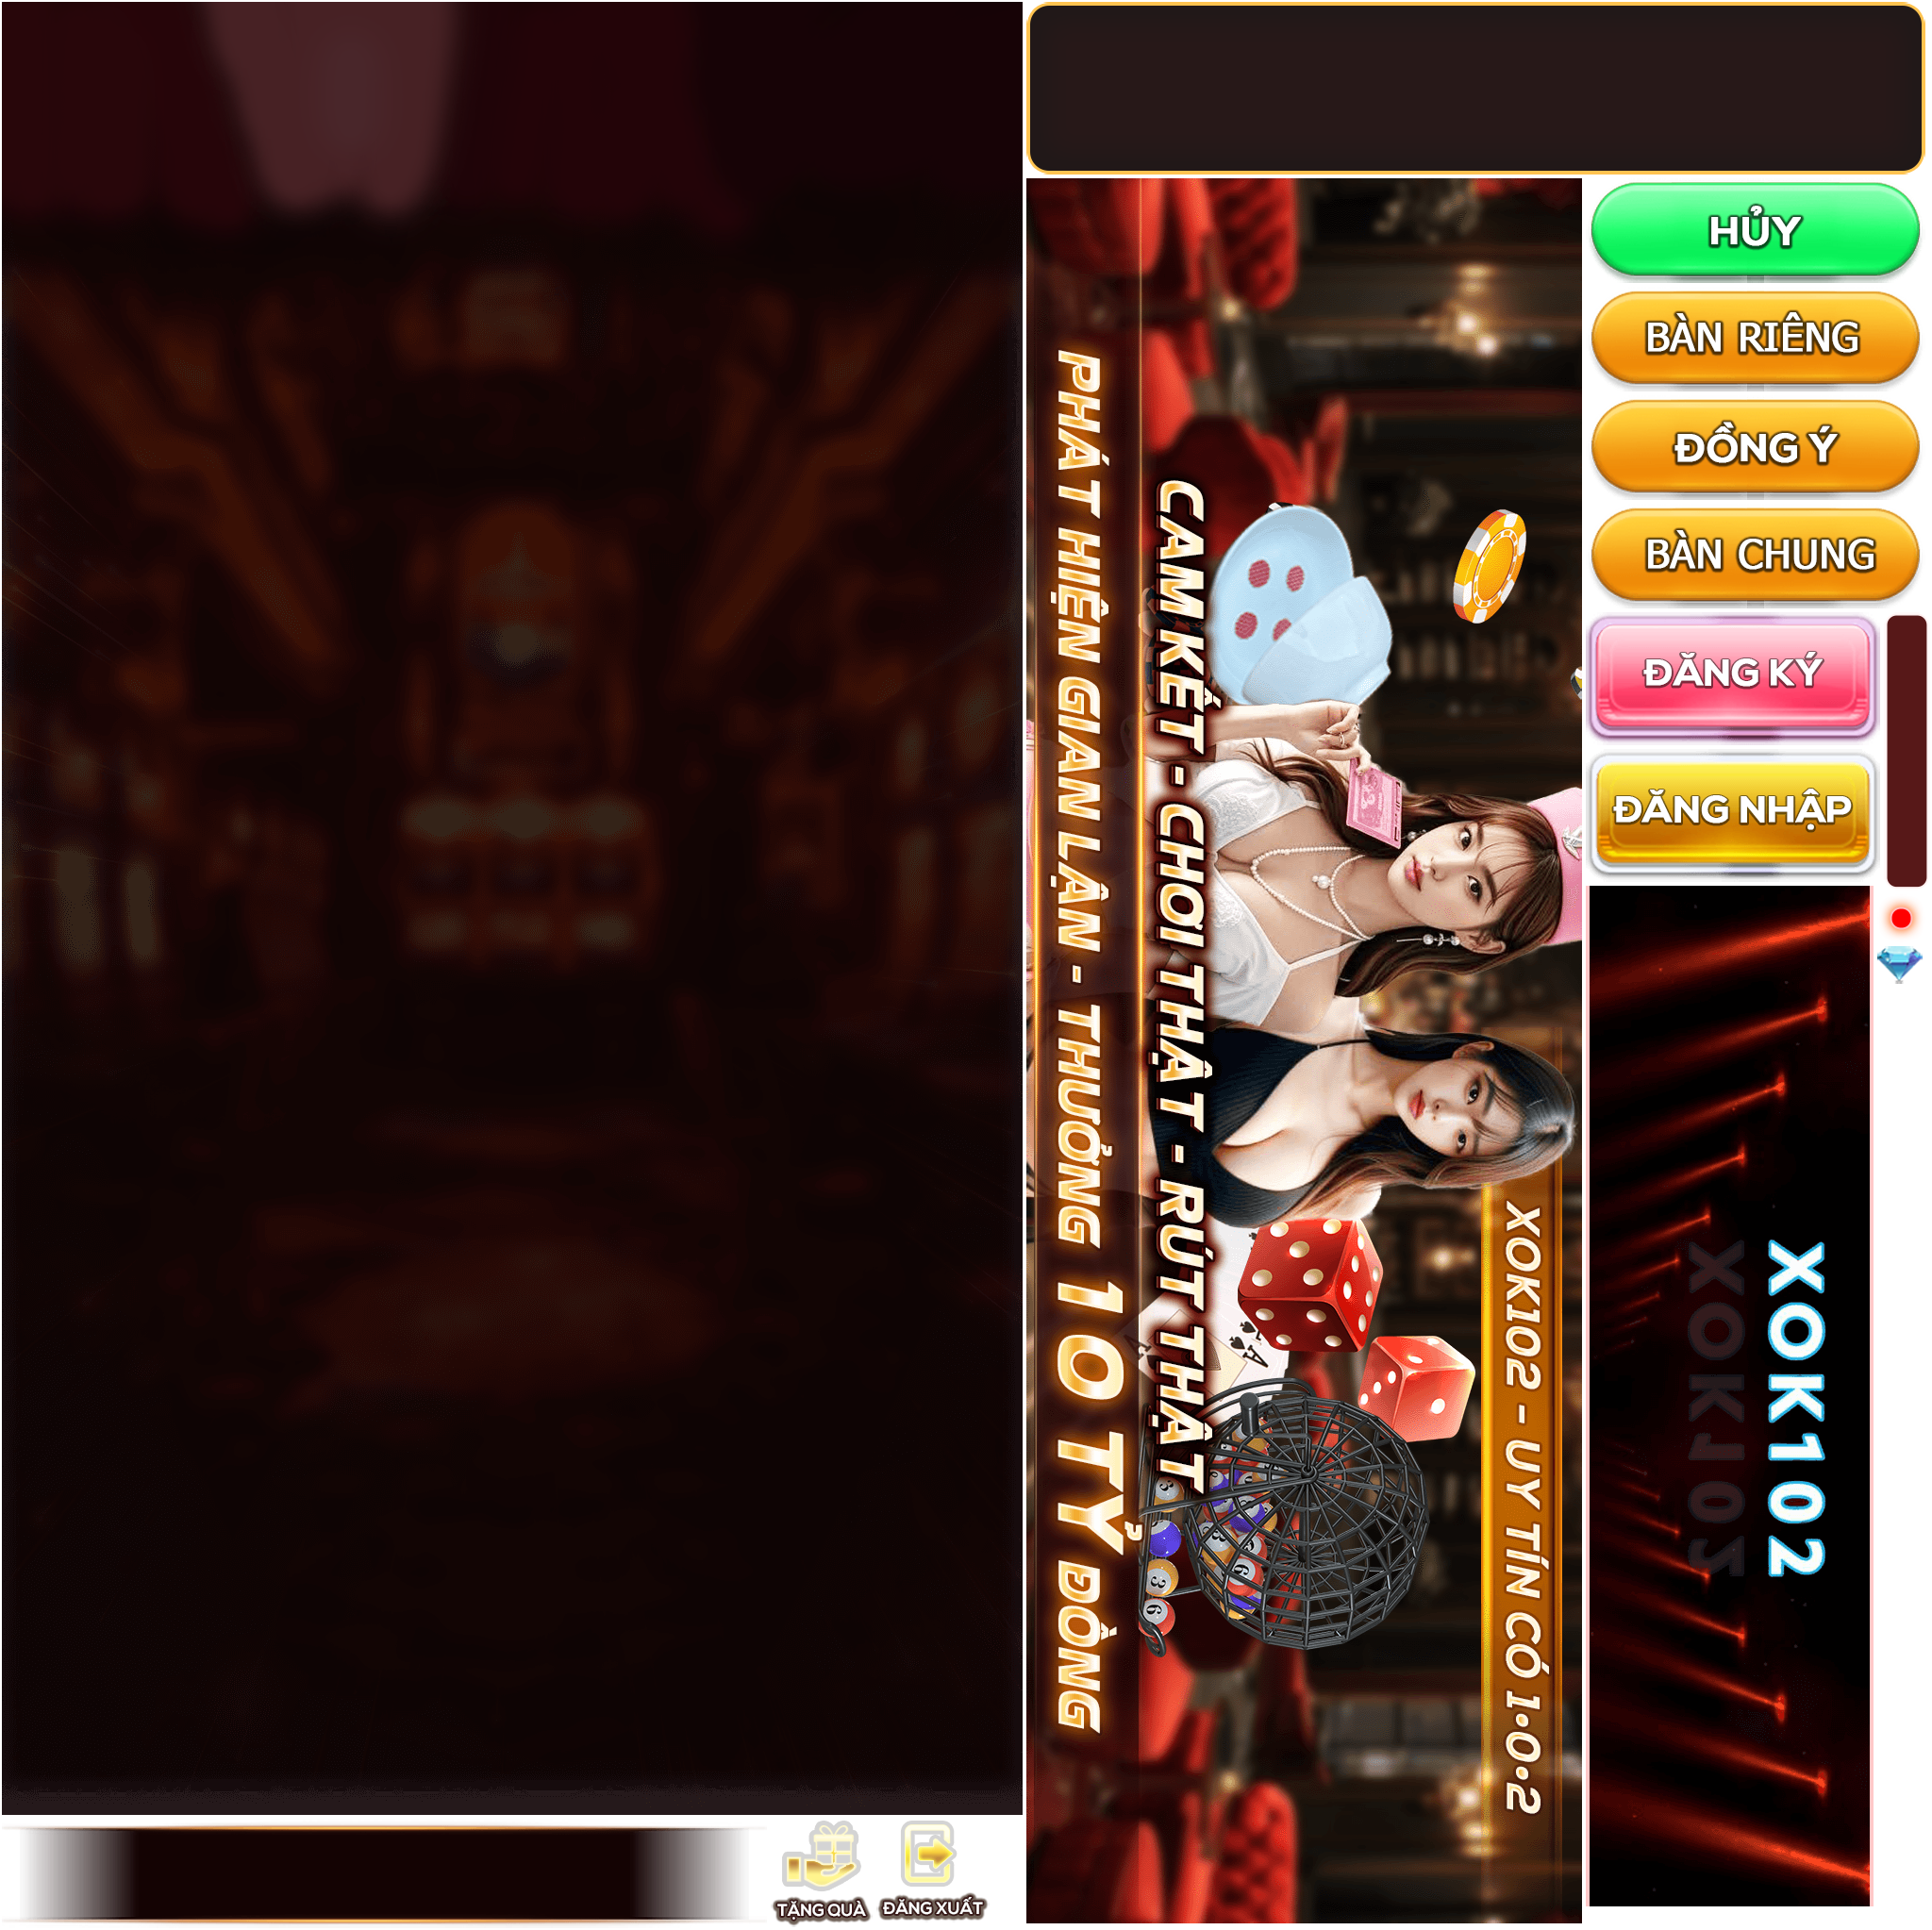 HỦY
BÀN RIÊNG
ĐỒNG Ý
BÀN CHUNG
ĐĂNG KÝ
ĐĂNG NHẬP
XOK102 - UY TÍN CÓ 1•0•2
CAM KẾT - CHƠI THẬT - RÚT THẬT
PHÁT HIỆN GIAN LẬN - THƯỞNG 10 TỶ ĐỒNG
XOK102
XOK102
TẶNG QUÀ
ĐĂNG XUẤT